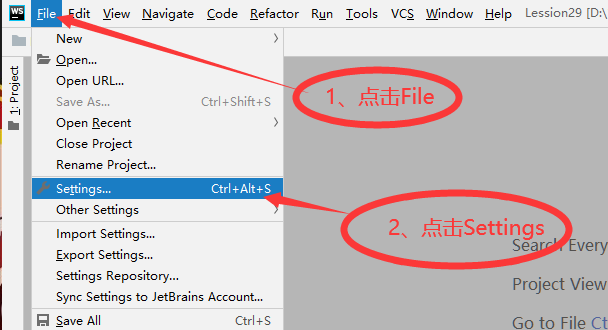 WS File Edit View Navigate Code Refactor Run Tools VCS Window Help Lession29 [D:\
1: Project
New
Open...
Open URL...
Save As... Ctrl+Shift+S
Open Recent
Close Project
Rename Project...
Settings... Ctrl+Alt+S
Other Settings
Import Settings...
Export Settings...
Settings Repository...
Sync Settings to JetBrains Account...
Save All
1、点击File
2、点击Settings
Search Every
Project View
Go to File Ct